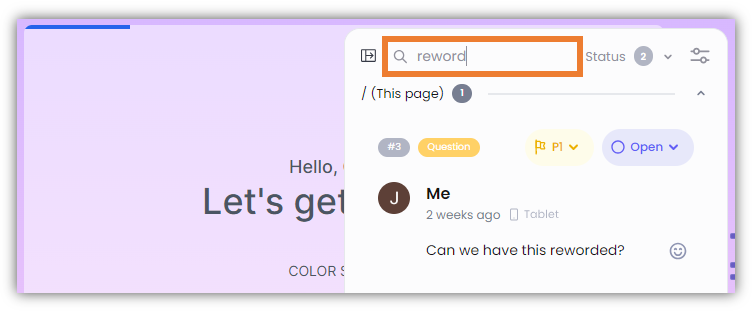 reword
Status 2
/ (This page) 1
#3 Question P1 Open
Hello,
Let's get
J Me
2 weeks ago Tablet
Can we have this reworded?
COLOR S